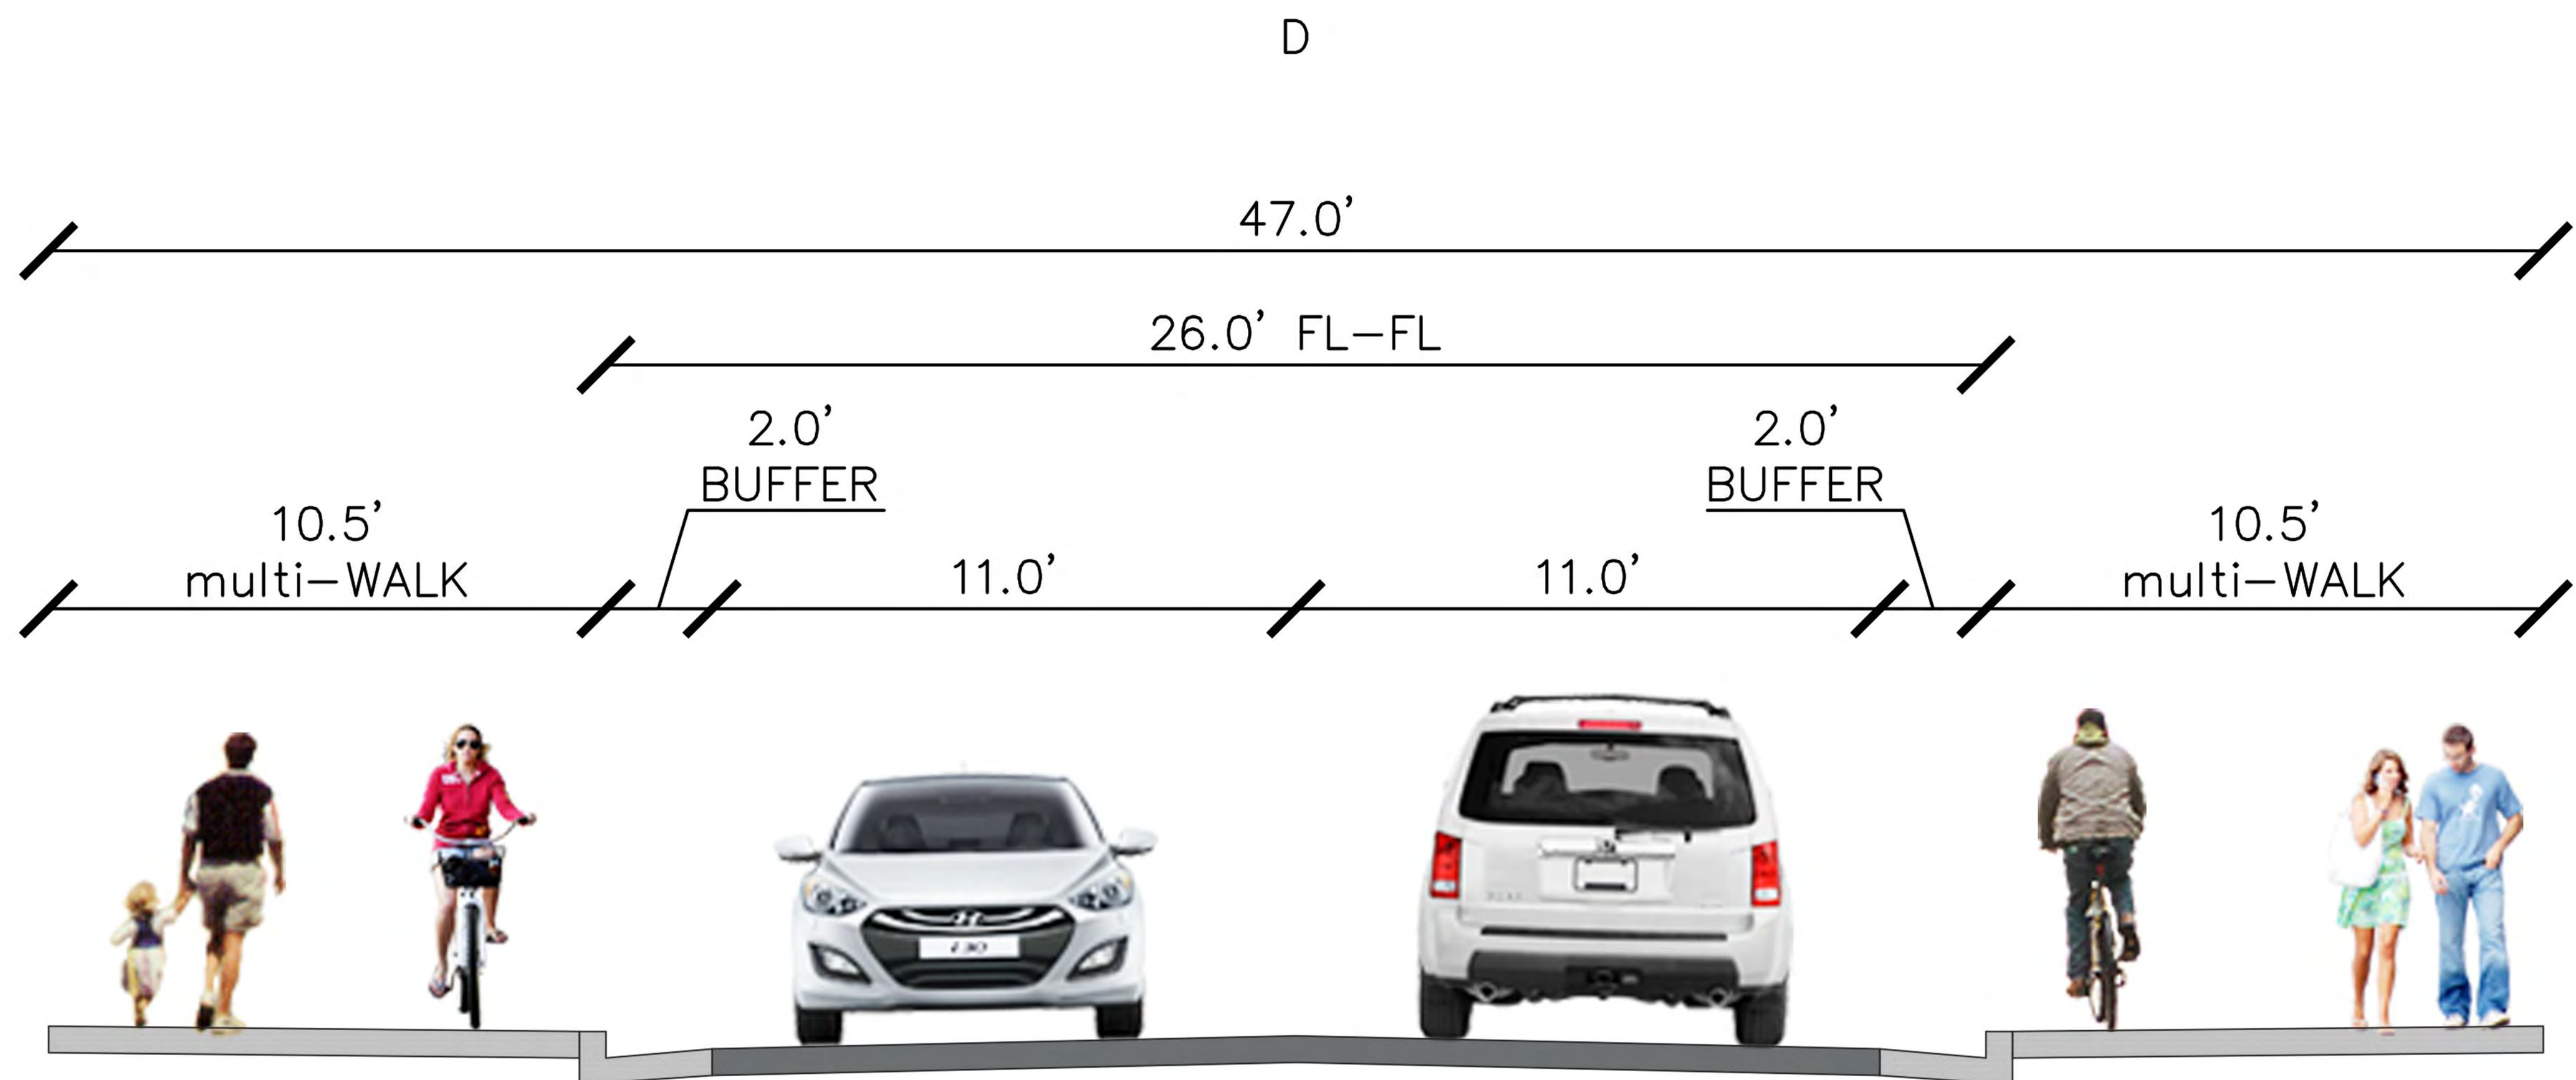 D
47.0’
26.0’ FL–FL
2.0’
BUFFER
2.0’
BUFFER
10.5’
multi–WALK
11.0’
11.0’
10.5’
multi–WALK
i30